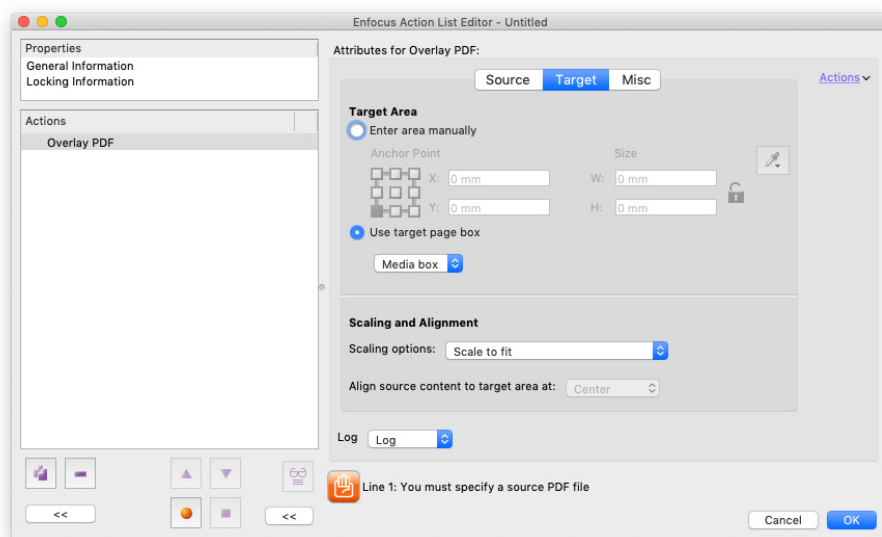 Enfocus Action List Editor - Untitled
Properties
General Information
Locking Information
Actions
Overlay PDF
<<
<<
Attributes for Overlay PDF:
Source Target Misc
Actions
Target Area
Enter area manually
Anchor Point Size
X: 0 mm W: 0 mm
Y: 0 mm H: 0 mm
Use target page box
Media box
Scaling and Alignment
Scaling options: Scale to fit
Align source content to target area at: Center
Log Log
Line 1: You must specify a source PDF file
Cancel OK